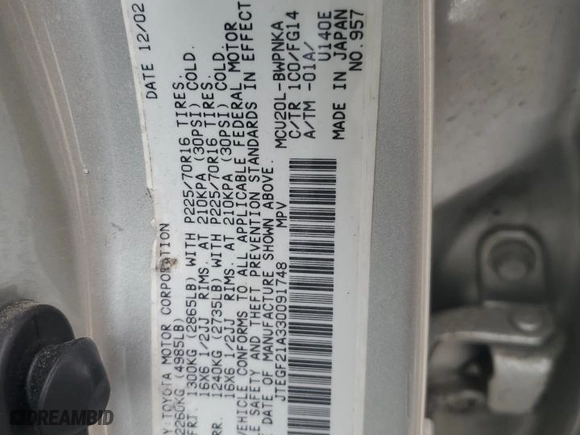 Y:TOYOTA MOTOR CORPORATION DATE 12/02
2260KG (4985LB)
FRT. 1300KG (2865LB) WITH P225/70R16 TIRES.
16X6 1/2JJ RIMS. AT 210KPA (30PSI) COLD.
RR. 1240KG (2735LB) WITH P225/70R16 TIRES.
16X6 1/2JJ RIMS. AT 210KPA (30PSI) COLD.
VEHICLE CONFORMS TO ALL APPLICABLE FEDERAL MOTOR
LE SAFETY AND THEFT PREVENTION STANDARDS IN EFFECT
E DATE OF MANUFACTURE SHOWN ABOVE.
JTEGF21A330091748 MPV
MCU20L-BWPNKA
C/TR 1C0/FG14
A/TM -01A/ U140E
MADE IN JAPAN
NO.957
© DREAMBID